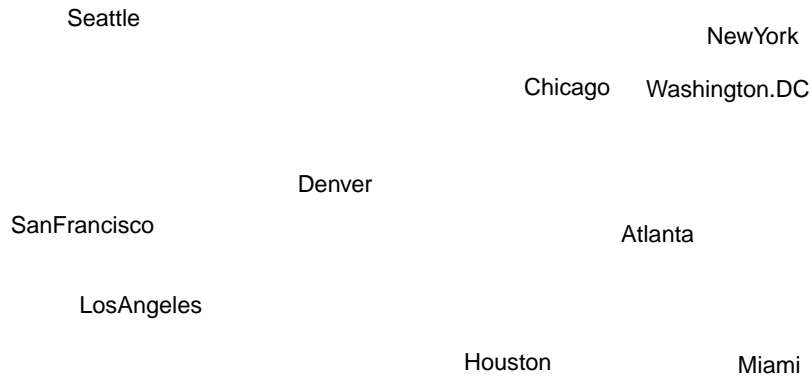 Seattle
NewYork
Chicago
Washington.DC
Denver
SanFrancisco
Atlanta
LosAngeles
Houston
Miami